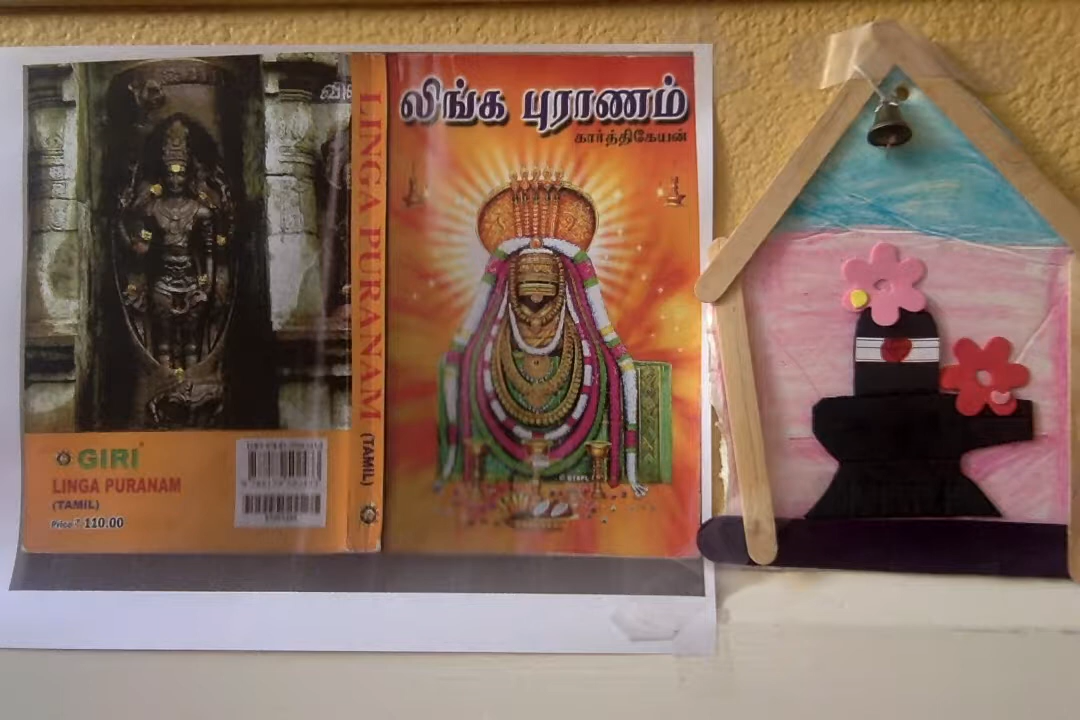 லிங்க புராணம்
கார்த்திகேயன்
LINGA PURANAM (TAMIL)
GIRI
LINGA PURANAM
(TAMIL)
Price ₹ 110.00